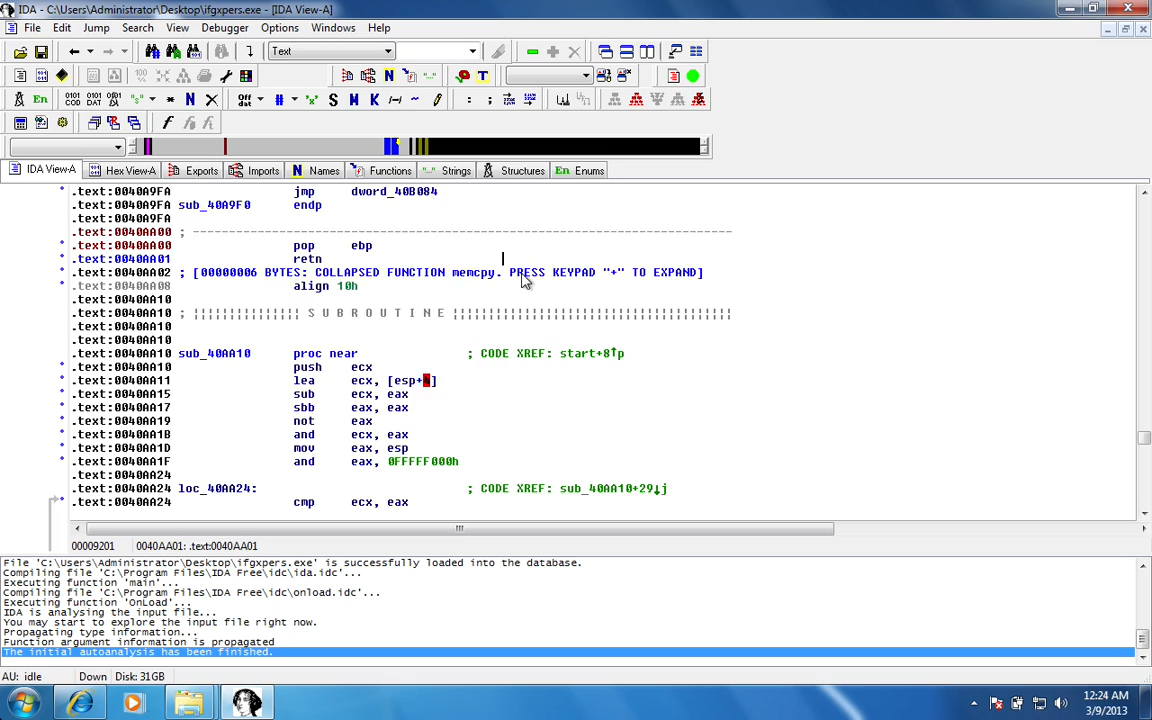 IDA - C:\Users\Administrator\Desktop\ifgxpers.exe - [IDA View-A]
File Edit Jump Search View Debugger Options Windows Help
Text
En
Off dat # 'x' S M K
IDA View-A Hex View-A Exports Imports N Names Functions Strings Structures En Enums
.text:0040A9FA jmp dword_40B084
.text:0040A9FA sub_40A9F0 endp
.text:0040A9FA
.text:0040AA00 ; ---------------------------------------------------------------------------
.text:0040AA00 pop ebp
.text:0040AA01 retn
.text:0040AA02 ; [00000006 BYTES: COLLAPSED FUNCTION memcpy. PRESS KEYPAD "+" TO EXPAND]
.text:0040AA08 align 10h
.text:0040AA10
.text:0040AA10 ; ¦¦¦¦¦¦¦¦¦¦¦¦¦¦¦ S U B R O U T I N E ¦¦¦¦¦¦¦¦¦¦¦¦¦¦¦¦¦¦¦¦¦¦¦¦¦¦¦¦¦¦¦¦¦¦¦¦¦¦¦
.text:0040AA10
.text:0040AA10
.text:0040AA10 sub_40AA10 proc near ; CODE XREF: start+8↑p
.text:0040AA10 push ecx
.text:0040AA11 lea ecx, [esp+4]
.text:0040AA15 sub ecx, eax
.text:0040AA17 sbb eax, eax
.text:0040AA19 not eax
.text:0040AA1B and ecx, eax
.text:0040AA1D mov eax, esp
.text:0040AA1F and eax, 0FFFFF000h
.text:0040AA24
.text:0040AA24 loc_40AA24: ; CODE XREF: sub_40AA10+29↓j
.text:0040AA24 cmp ecx, eax
00009201 0040AA01: .text:0040AA01
File 'C:\Users\Administrator\Desktop\ifgxpers.exe' is successfully loaded into the database.
Compiling file 'C:\Program Files\IDA Free\idc\ida.idc'...
Executing function 'main'...
Compiling file 'C:\Program Files\IDA Free\idc\onload.idc'...
Executing function 'OnLoad'...
IDA is analysing the input file...
You may start to explore the input file right now.
Propagating type information...
Function argument information is propagated
The initial autoanalysis has been finished.
AU: idle Down Disk: 31GB
12:24 AM
3/9/2013